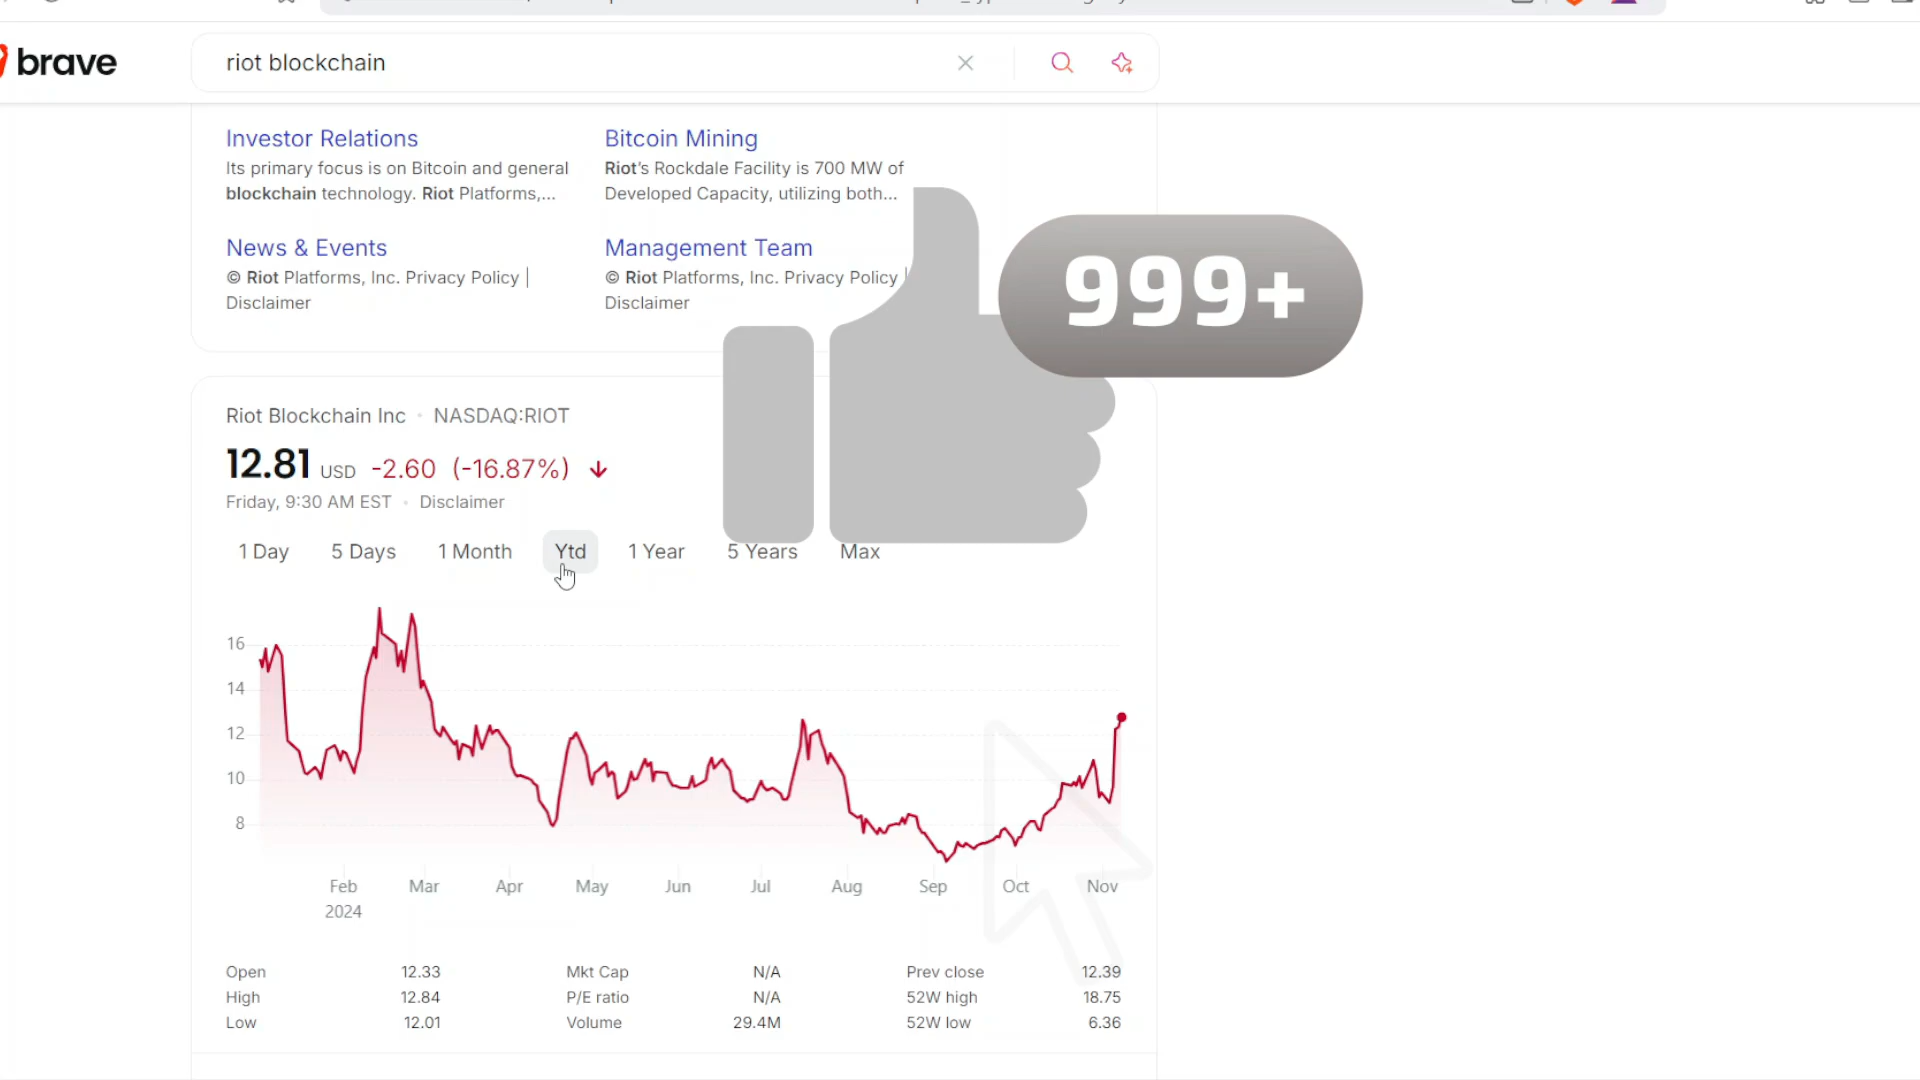 brave
riot blockchain
Investor Relations
Its primary focus is on Bitcoin and general
blockchain technology. Riot Platforms,...
Bitcoin Mining
Riot's Rockdale Facility is 700 MW of
Developed Capacity, utilizing both...
News & Events
© Riot Platforms, Inc. Privacy Policy |
Disclaimer
Management Team
© Riot Platforms, Inc. Privacy Policy |
Disclaimer
999+
Riot Blockchain Inc · NASDAQ:RIOT
12.81 USD -2.60 (-16.87%) ↓
Friday, 9:30 AM EST · Disclaimer
1 Day 5 Days 1 Month Ytd 1 Year 5 Years Max
16
14
12
10
8
Feb Mar Apr May Jun Jul Aug Sep Oct Nov
2024
Open 12.33 Mkt Cap N/A Prev close 12.39
High 12.84 P/E ratio N/A 52W high 18.75
Low 12.01 Volume 29.4M 52W low 6.36